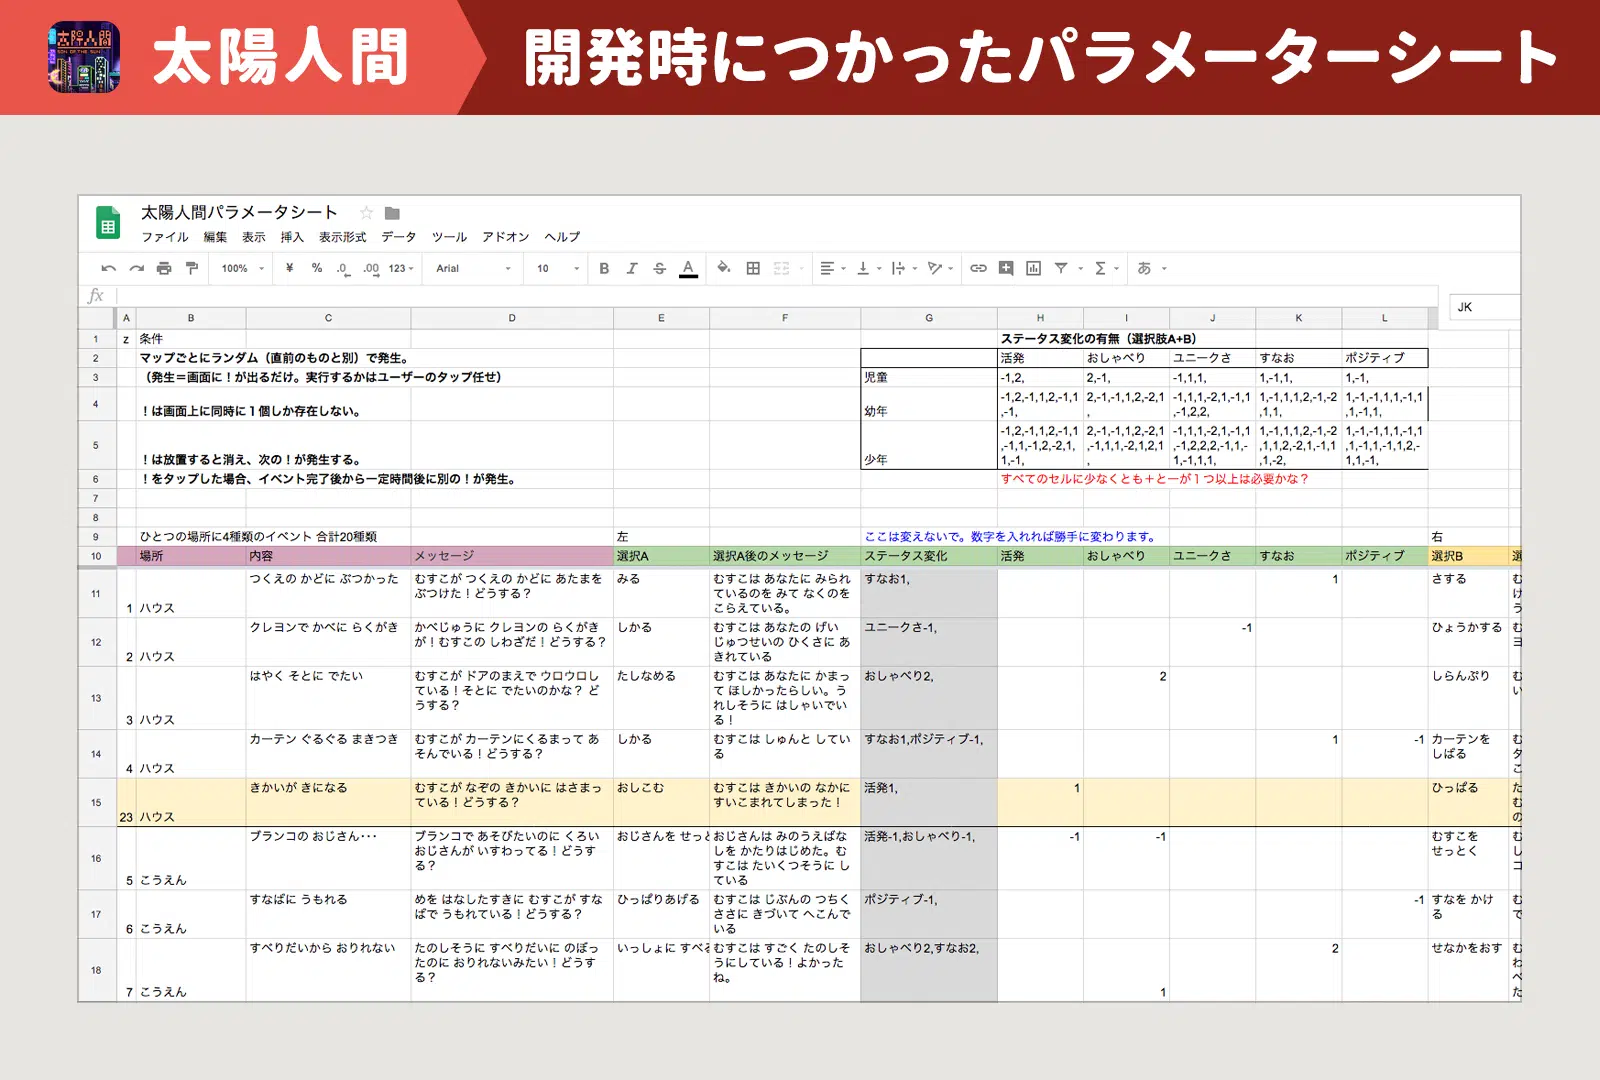 太陽人間
SON OF THE SUN
太陽人間
開発時につかったパラメーターシート
太陽人間パラメータシート
ファイル 編集 表示 挿入 表示形式 データ ツール アドオン ヘルプ
100% ¥ % .0 .00 123 Arial 10 B I S A あ
fx
JK
A B C D E F G H I J K L
1 z 条件 ステータス変化の有無（選択肢A+B）
2 マップごとにランダム（直前のものと別）で発生。 活発 おしゃべり ユニークさ すなお ポジティブ
3 （発生＝画面に！が出るだけ。実行するかはユーザーのタップ任せ） 児童 -1,2, 2,-1, -1,1,1, 1,-1,1, 1,-1,
-1,2,-1,1,2,-1,1 2,-1,-1,1,2,-2,1 -1,1,1,-2,1,-1,1 1,-1,1,1,2,-1,-2 1,-1,-1,1,1,-1,1
4 ！は画面上に同時に１個しか存在しない。 幼年 ,-1, , ,-1,2,2, ,1,1, ,1,-1,1,
-1,2,-1,1,2,-1,1 2,-1,-1,1,2,-2,1 -1,1,1,-2,1,-1,1 1,-1,1,1,2,-1,-2 1,-1,-1,1,1,-1,1
5 ,-1,1,-1,2,-2,1, ,-1,1,1,-2,1,2,1 ,-1,2,2,2,-1,1,- ,1,1,2,-2,1,-1,1 ,1,-1,1,-1,1,2,-
！は放置すると消え、次の！が発生する。 少年 1,-1, , 1,-1,1,1, ,1,-2, 1,1,-1,
6 ！をタップした場合、イベント完了後から一定時間後に別の！が発生。 すべてのセルに少なくとも＋と－が１つ以上は必要かな？
7
8
9 ひとつの場所に4種類のイベント 合計20種類 左 ここは変えないで。数字を入れれば勝手に変わります。 右
10 場所 内容 メッセージ 選択A 選択A後のメッセージ ステータス変化 活発 おしゃべり ユニークさ すなお ポジティブ 選択B 選
つくえの かどに ぶつかった むすこが つくえの かどに あたまを みる むすこは あなたに みられ すなお1, 1 さする む
11 ぶつけた！どうする？ ているのを みて なくのを け
1 ハウス こらえている。 う
クレヨンで かべに らくがき かべじゅうに クレヨンの らくがき しかる むすこは あなたの げい ユニークさ-1, -1 ひょうかする む
12 が！むすこの しわざだ！どうする？ じゅつせいの ひくさに あ ヨ
2 ハウス きれている
はやく そとに でたい むすこが ドアのまえで ウロウロし たしなめる むすこは あなたに かまっ おしゃべり2, 2 しらんぷり む
13 ている！そとに でたいのかな？ ど て ほしかったらしい。う い
うする？ れしそうに はしゃいでい
3 ハウス る！
カーテン ぐるぐる まきつき むすこが カーテンにくるまって あ しかる むすこは しゅんと してい すなお1,ポジティブ-1, 1 -1 カーテンを む
14 そんでいる！どうする？ る しばる タ
4 ハウス こ
きかいが きになる むすこが なぞの きかいに はさまっ おしこむ むすこは きかいの なかに 活発1, 1 ひっぱる た
15 ている！どうする？ すいこまれてしまった！ む
23 ハウス の
ブランコの おじさん･･･ ブランコで あそびたいのに くろい おじさんを せっと おじさんは みのうえばな 活発-1,おしゃべり-1, -1 -1 むすこを む
16 おじさんが いすわってる！どうす しを かたりはじめた。む せっとく し
る？ すこは たいくつそうに し コ
5 こうえん ている
すなばに うもれる めを はなしたすきに むすこが すな ひっぱりあげる むすこは じぶんの つちく ポジティブ-1, -1 すなを かけ む
17 ばで うもれている！どうする？ ささに きづいて へこんで る で
6 こうえん いる
すべりだいから おりれない たのしそうに すべりだいに のぼっ いっしょに すべる むすこは すごく たのしそ おしゃべり2,すなお2, 2 せなかをおす む
18 たのに おりれないみたい！どうす うにしている！よかった わ
る？ ね。 べ
7 こうえん 1 た